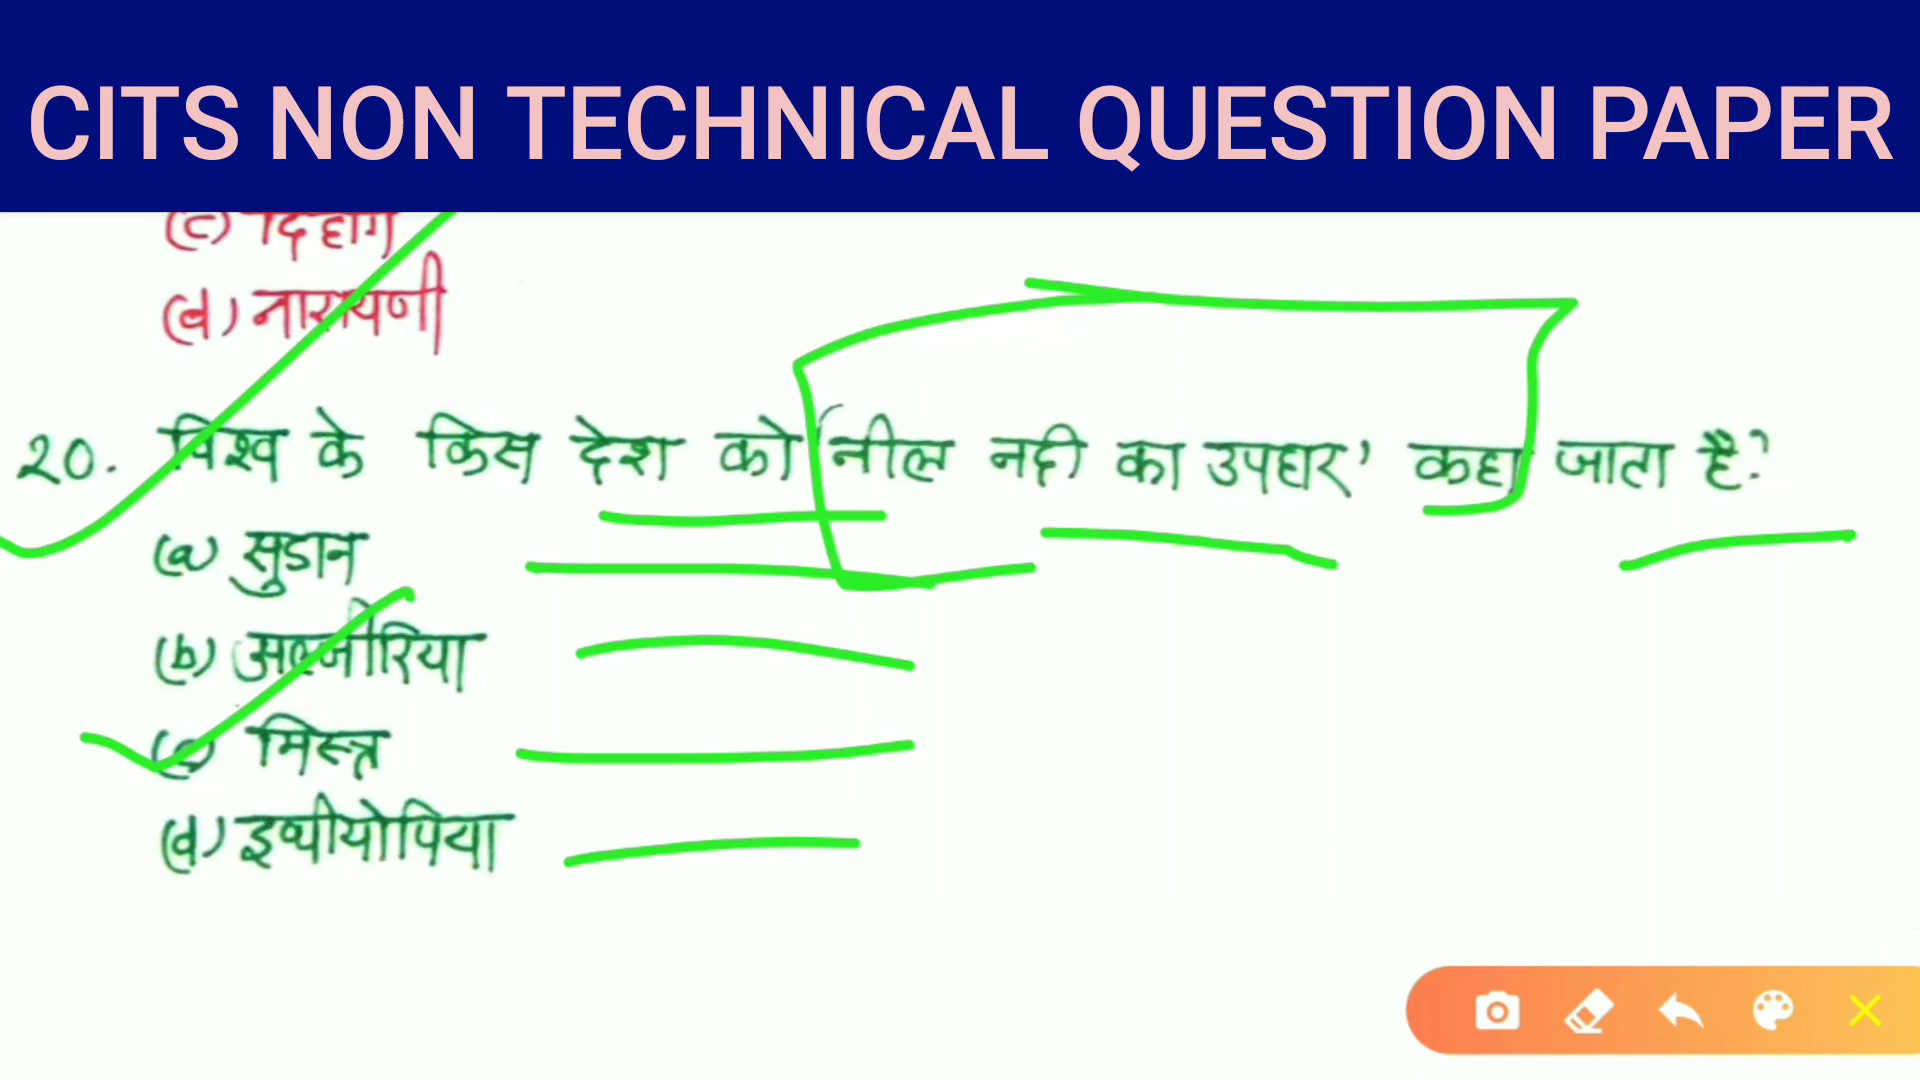 CITS NON TECHNICAL QUESTION PAPER
(c) दिहांग
(d) नारायणी
20. विश्व के किस देश को 'नील नदी का उपहार' कहा जाता है?
(a) सुडान
(b) अल्जीरिया
(c) मिस्त्र
(d) इथीयोपिया